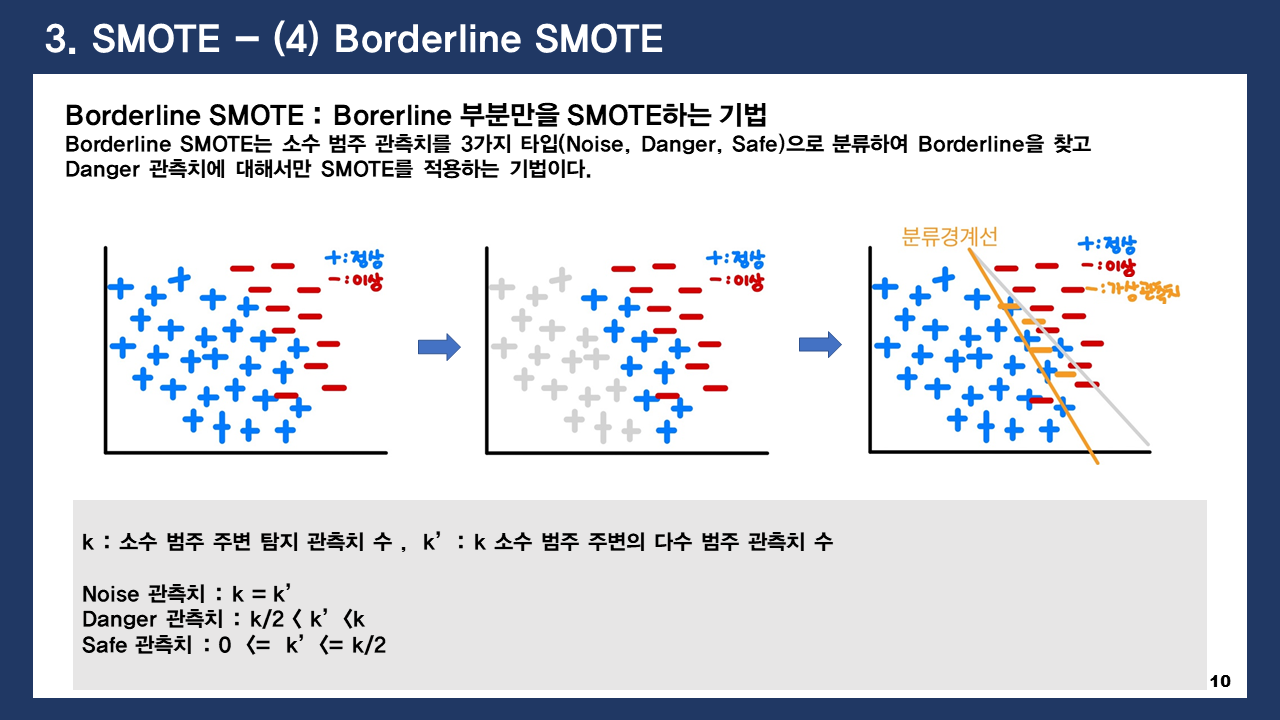 3. SMOTE – (4) Borderline SMOTE
Borderline SMOTE : Borerline 부분만을 SMOTE하는 기법
Borderline SMOTE는 소수 범주 관측치를 3가지 타입(Noise, Danger, Safe)으로 분류하여 Borderline을 찾고
Danger 관측치에 대해서만 SMOTE를 적용하는 기법이다.
+:정상
-:이상
+:정상
-:이상
분류경계선
+:정상
-:이상
-:가상관측치
k : 소수 범주 주변 탐지 관측치 수 , k’ : k 소수 범주 주변의 다수 범주 관측치 수
Noise 관측치 : k = k’
Danger 관측치 : k/2 < k’ <k
Safe 관측치 : 0 <= k’ <= k/2
10